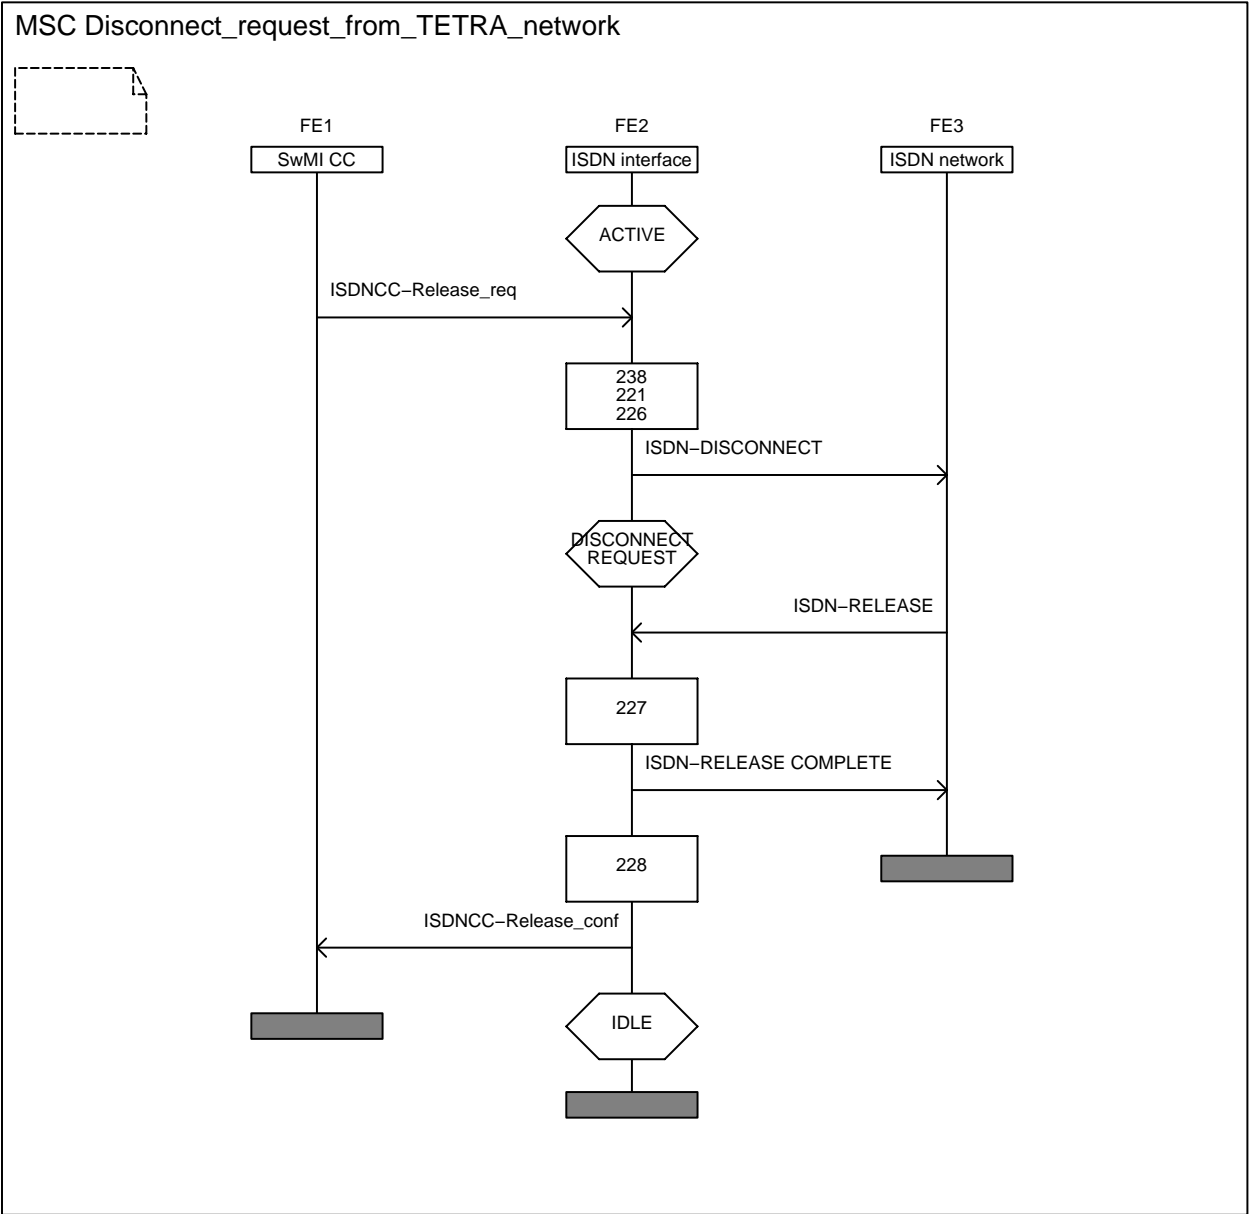 MSC Disconnect_request_from_TETRA_network
FE1
FE2
FE3
SwMI CC
ISDN interface
ISDN network
ACTIVE
ISDNCC−Release_req
238
221
226
ISDN−DISCONNECT
DISCONNECT
REQUEST
ISDN−RELEASE
227
ISDN−RELEASE COMPLETE
228
ISDNCC−Release_conf
IDLE